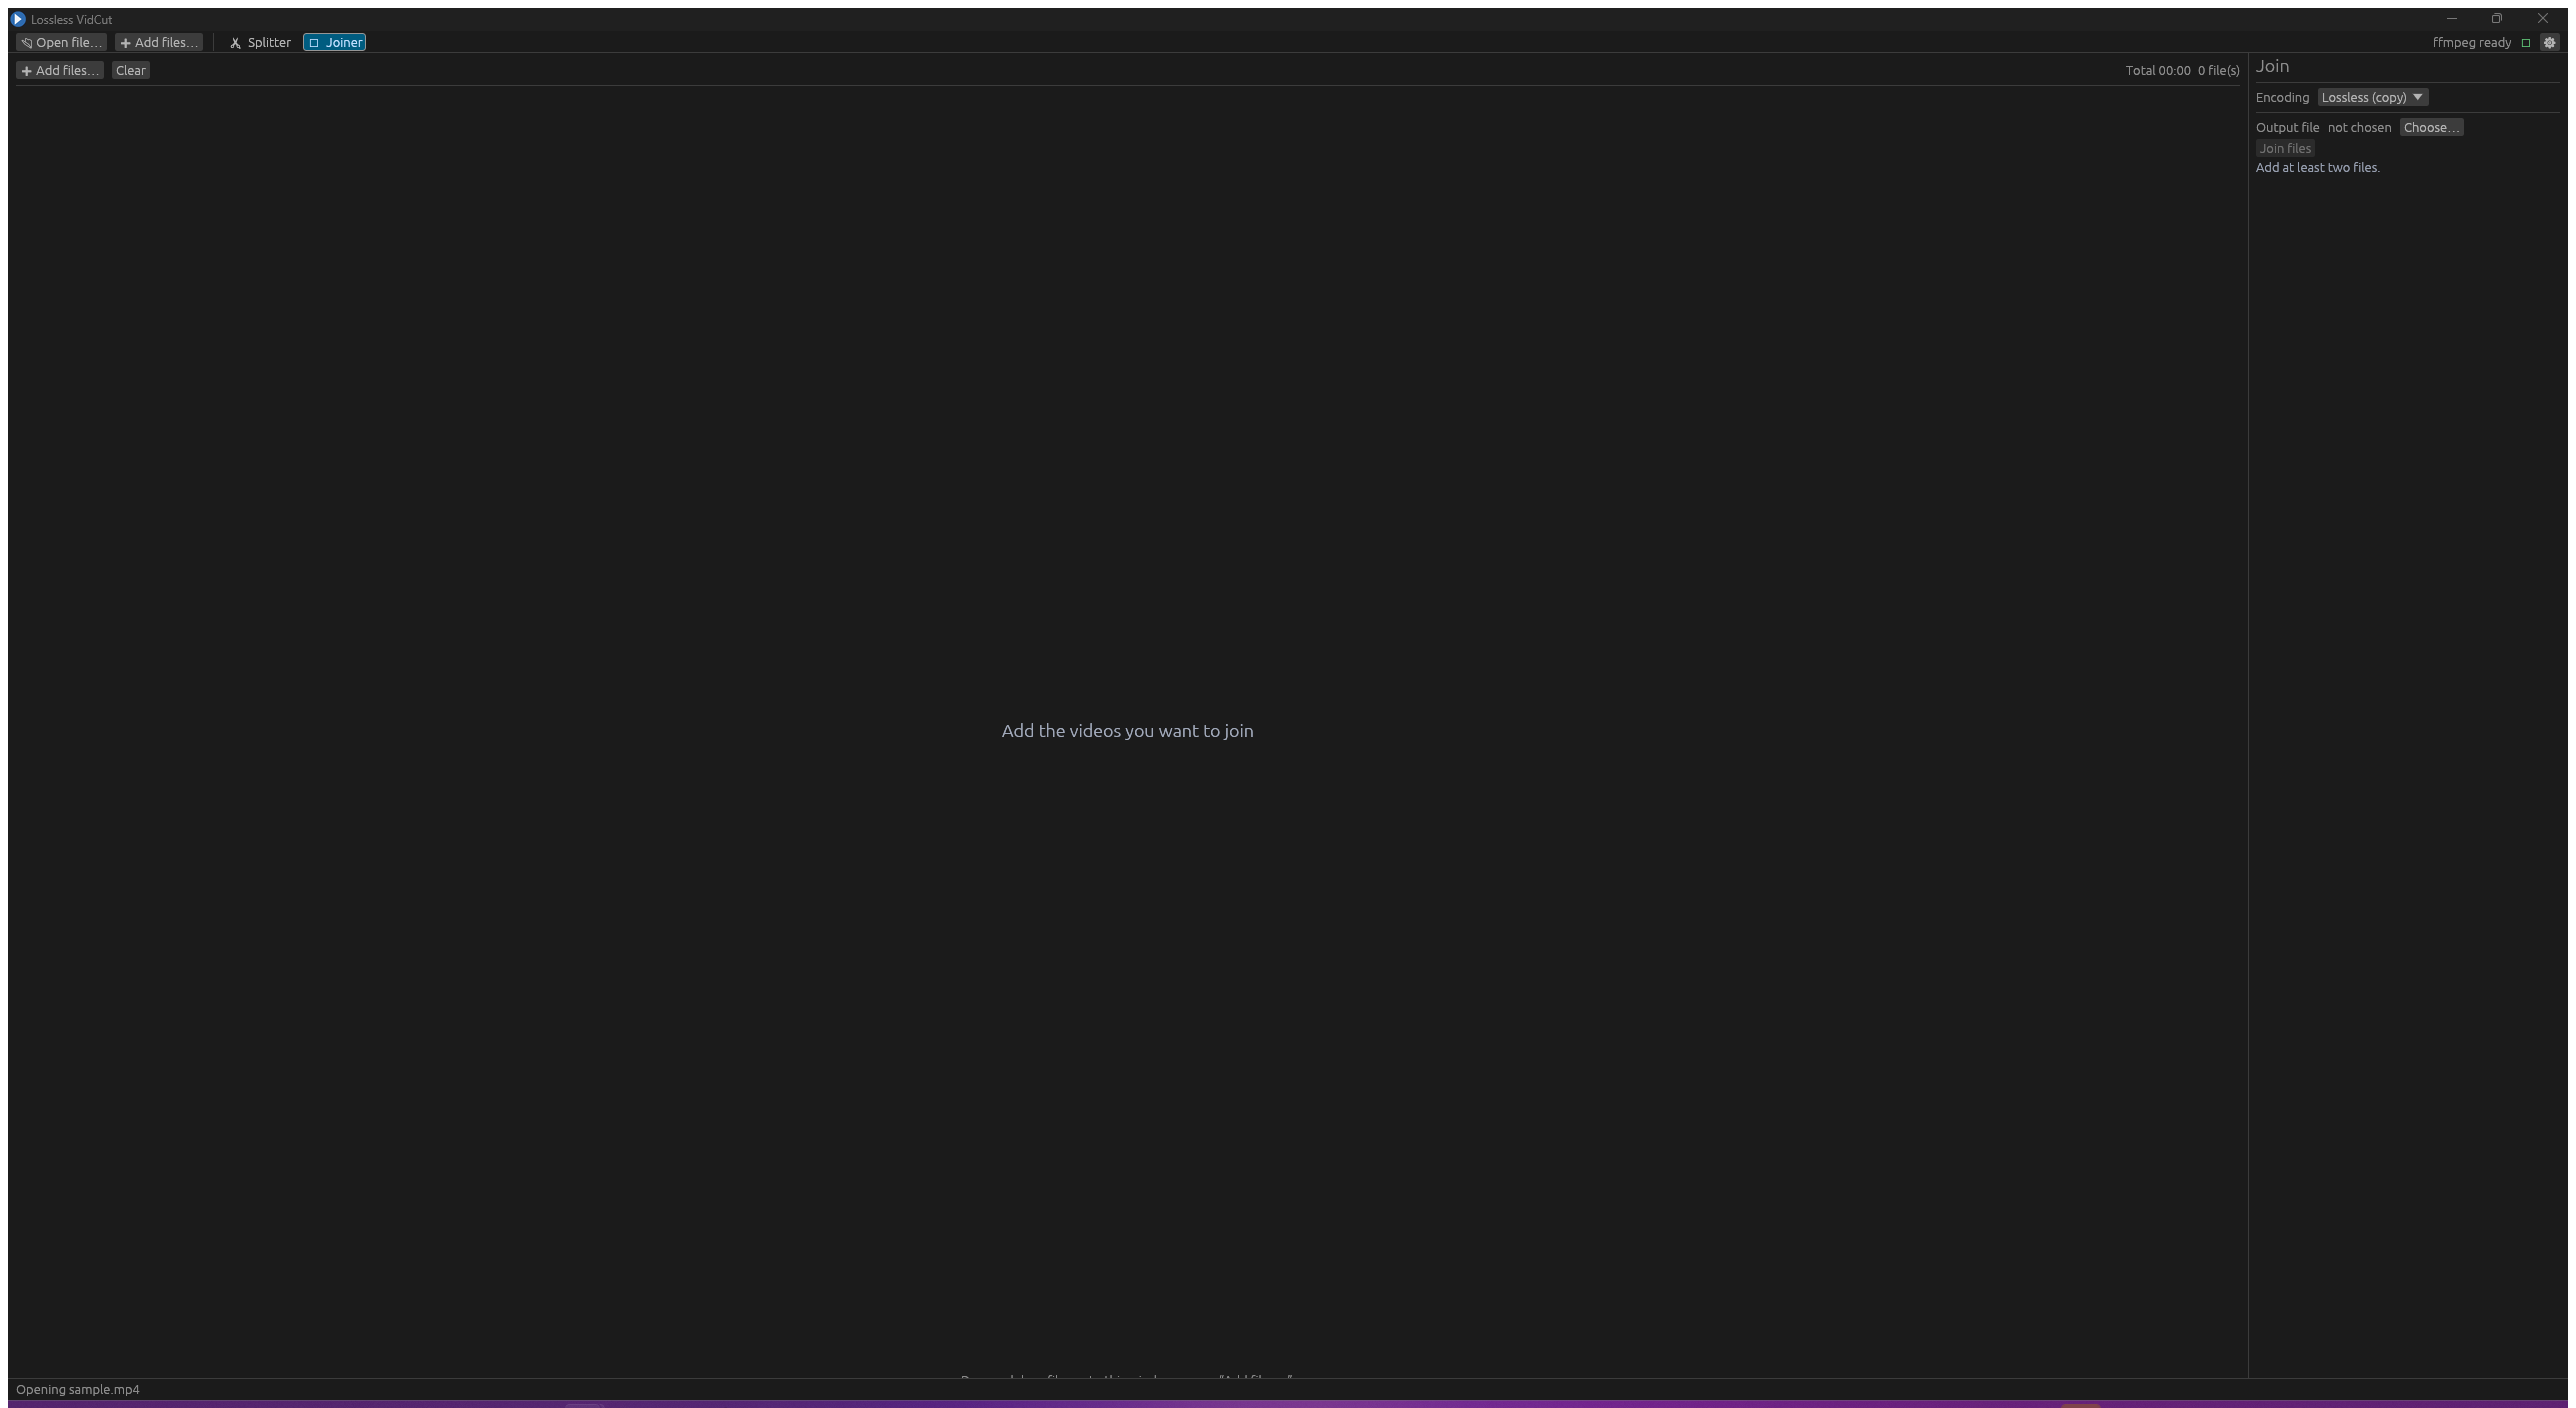 Lossless VidCut
Open file... Add files... Splitter Joiner ffmpeg ready
Add files... Clear Total 00:00 0 file(s)
Join
Encoding Lossless (copy)
Output file not chosen Choose...
Join files
Add at least two files.
Add the videos you want to join
Opening sample.mp4